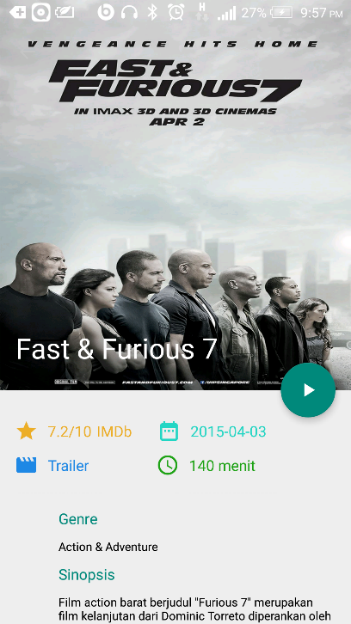 H
27%
9:57 PM
VENGEANCE HITS HOME
FAST &
FURIOUS 7
IN IMAX 3D AND 3D CINEMAS
APR 2
Fast & Furious 7
7.2/10 IMDb
2015-04-03
Trailer
140 menit
Genre
Action & Adventure
Sinopsis
Film action barat berjudul "Furious 7" merupakan
film kelanjutan dari Dominic Torreto diperankan oleh